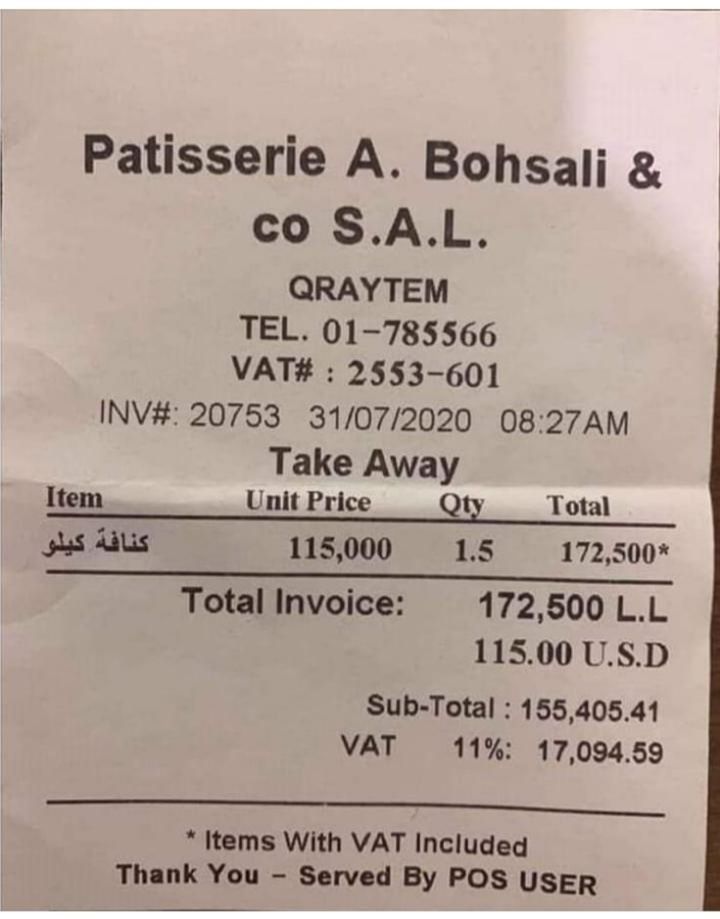 Patisserie A. Bohsali &
co S.A.L.
QRAYTEM
TEL. 01-785566
VAT# : 2553-601
INV#: 20753 31/07/2020 08:27AM
Take Away
Item Unit Price Qty Total
كنافة كيلو 115,000 1.5 172,500*
Total Invoice: 172,500 L.L
115.00 U.S.D
Sub-Total : 155,405.41
VAT 11%: 17,094.59
* Items With VAT Included
Thank You - Served By POS USER